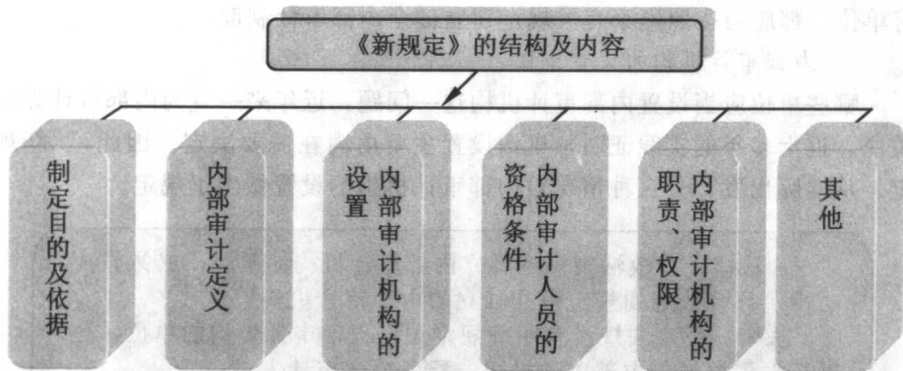 《新规定》的结构及内容
制定目的及依据
内部审计定义
内部审计机构的
设置
内部审计人员的
资格条件
内部审计机构的
职责、权限
其他